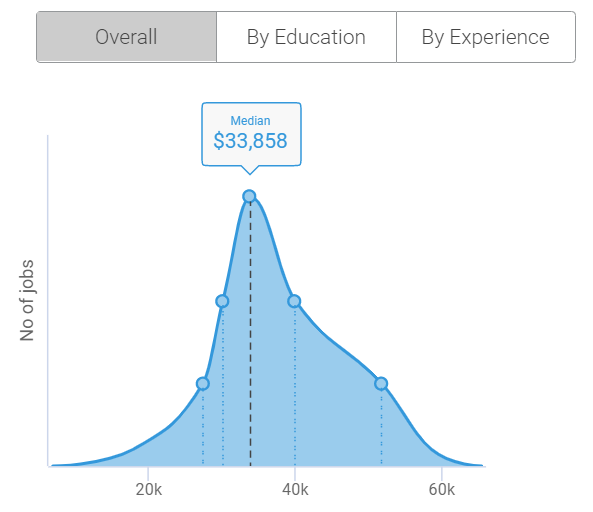 Overall
By Education
By Experience
Median
$33,858
No of jobs
20k
40k
60k